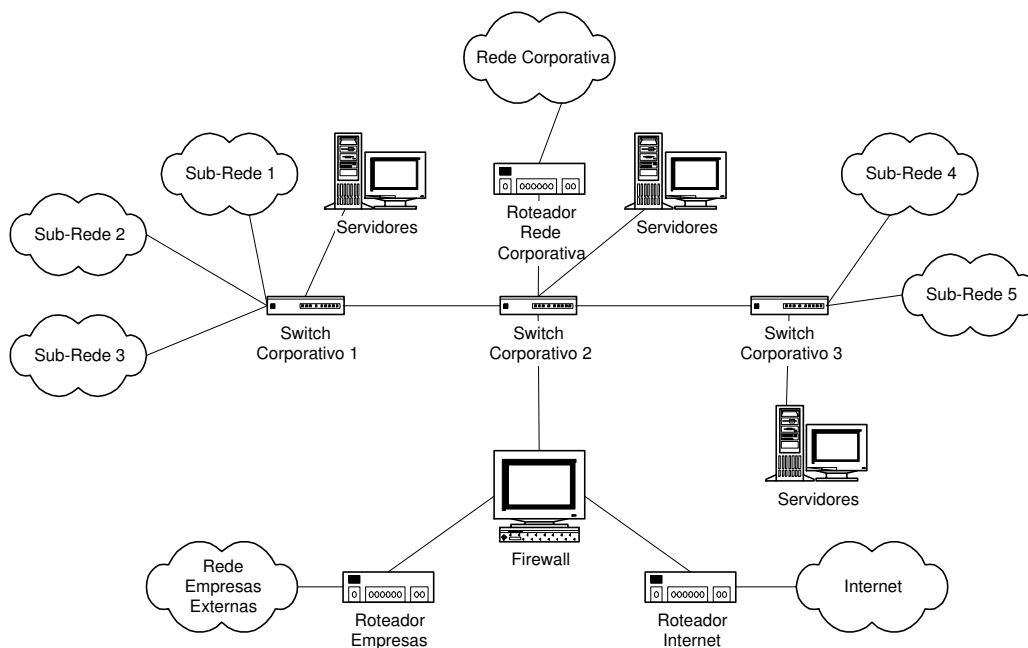 Rede Corporativa
Sub-Rede 1
Sub-Rede 4
Servidores
Roteador
Rede
Corporativa
Servidores
Sub-Rede 2
Sub-Rede 5
Sub-Rede 3
Switch
Corporativo 1
Switch
Corporativo 2
Switch
Corporativo 3
Servidores
Firewall
Rede
Empresas
Externas
Roteador
Empresas
Roteador
Internet
Internet